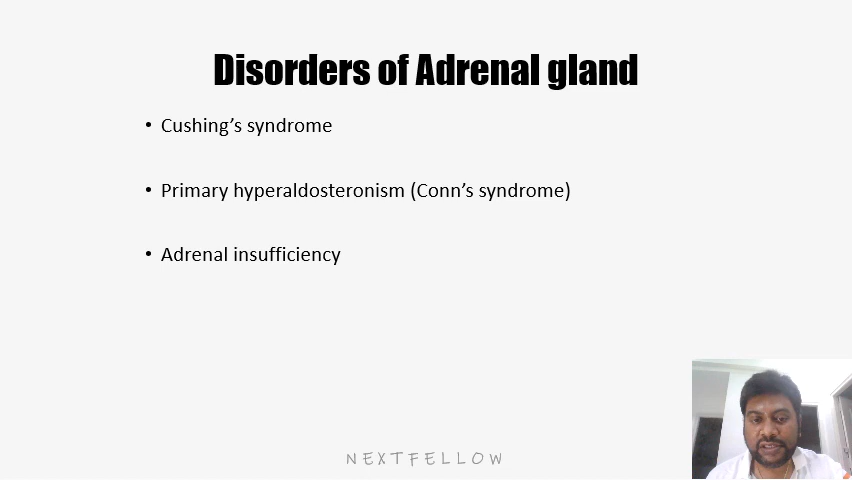 Disorders of Adrenal gland
• Cushing’s syndrome
• Primary hyperaldosteronism (Conn’s syndrome)
• Adrenal insufficiency
NEXTFELLOW